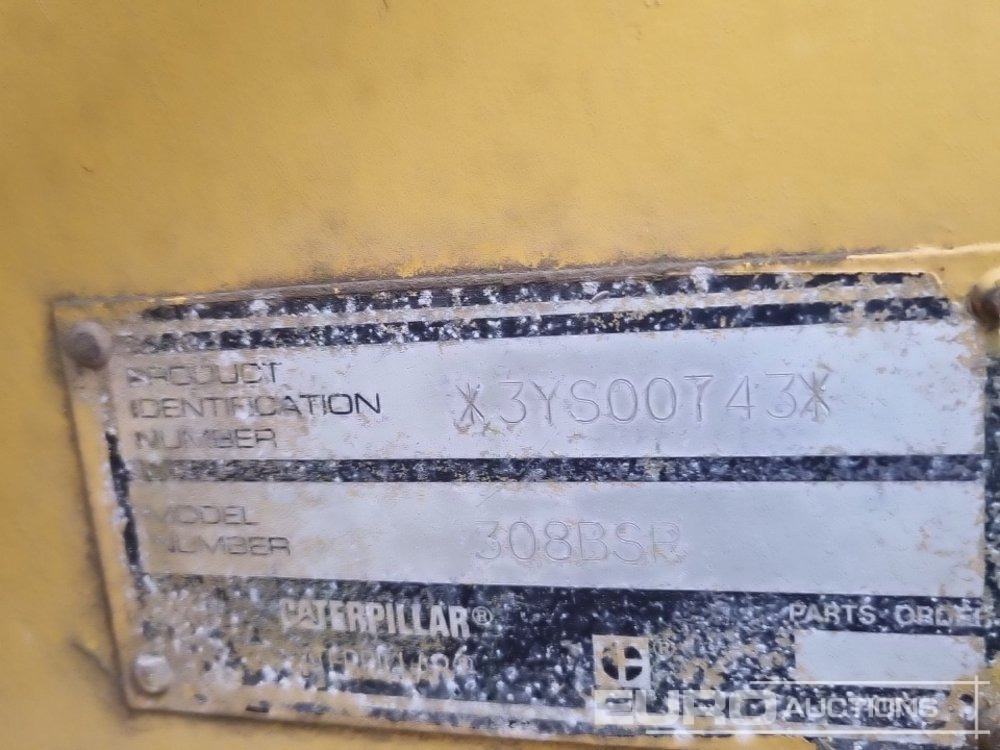 PRODUCT
IDENTIFICATION
NUMBER
*3YS00743*
MODEL
NUMBER
308BSR
CATERPILLAR®
PARTS ORDER
EURO AUCTIONS